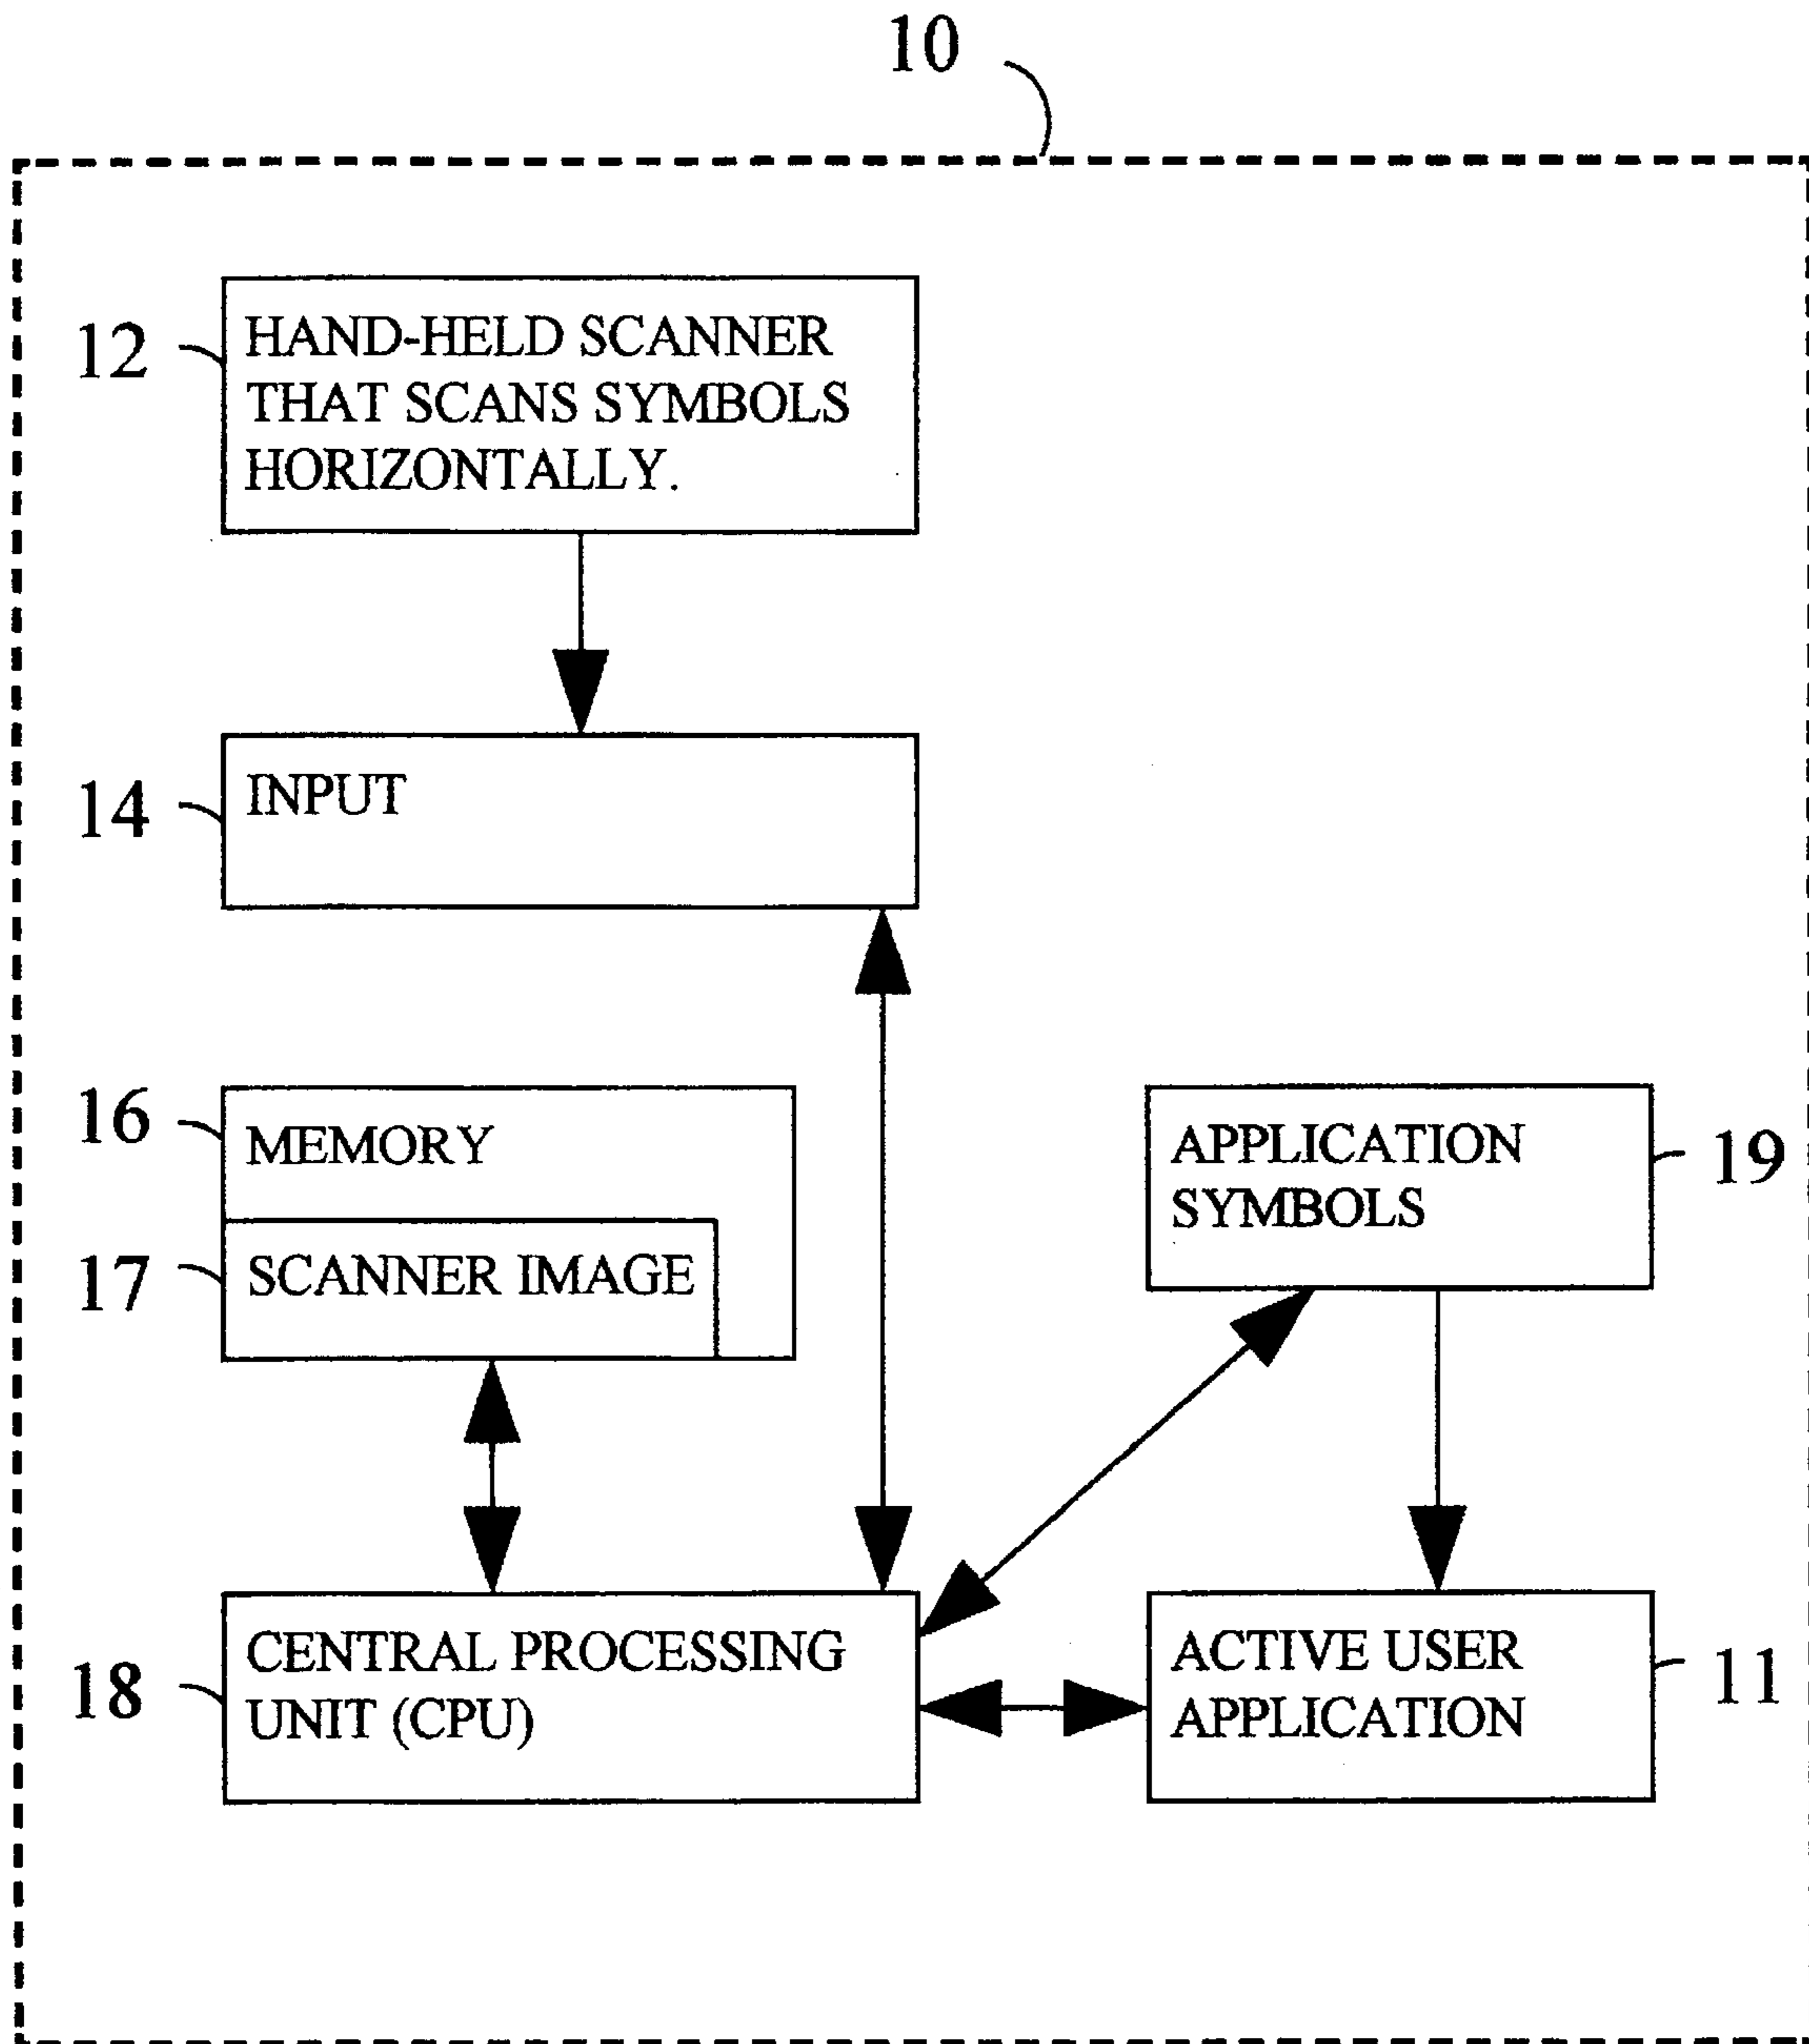 10
12
HAND-HELD SCANNER
THAT SCANS SYMBOLS
HORIZONTALLY.
14
INPUT
16
MEMORY
17
SCANNER IMAGE
APPLICATION
SYMBOLS
19
18
CENTRAL PROCESSING
UNIT (CPU)
ACTIVE USER
APPLICATION
11